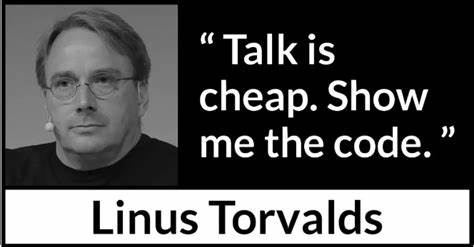 “ Talk is
cheap. Show
me the code. ”
Linus Torvalds